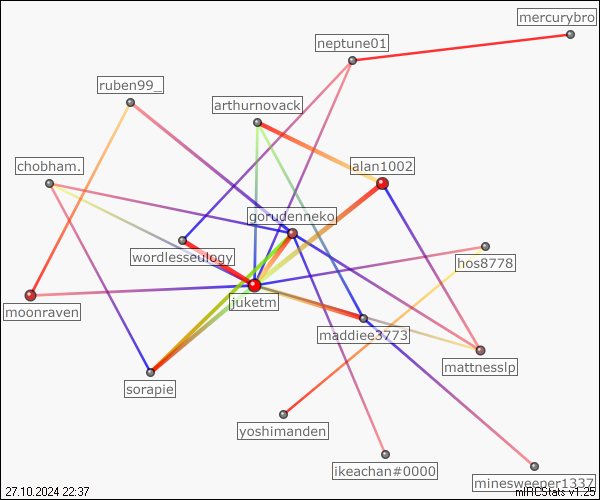 mercurybro
neptune01
ruben99_
arthurnovack
chobham.
alan1002
gorudenneko
wordlesseulogy
hos8778
juketm
moonraven
maddiee3773
mattnesslp
sorapie
yoshimanden
ikeachan#0000
minesweeper1337
27.10.2024 22:37
mIRCStats v1.25